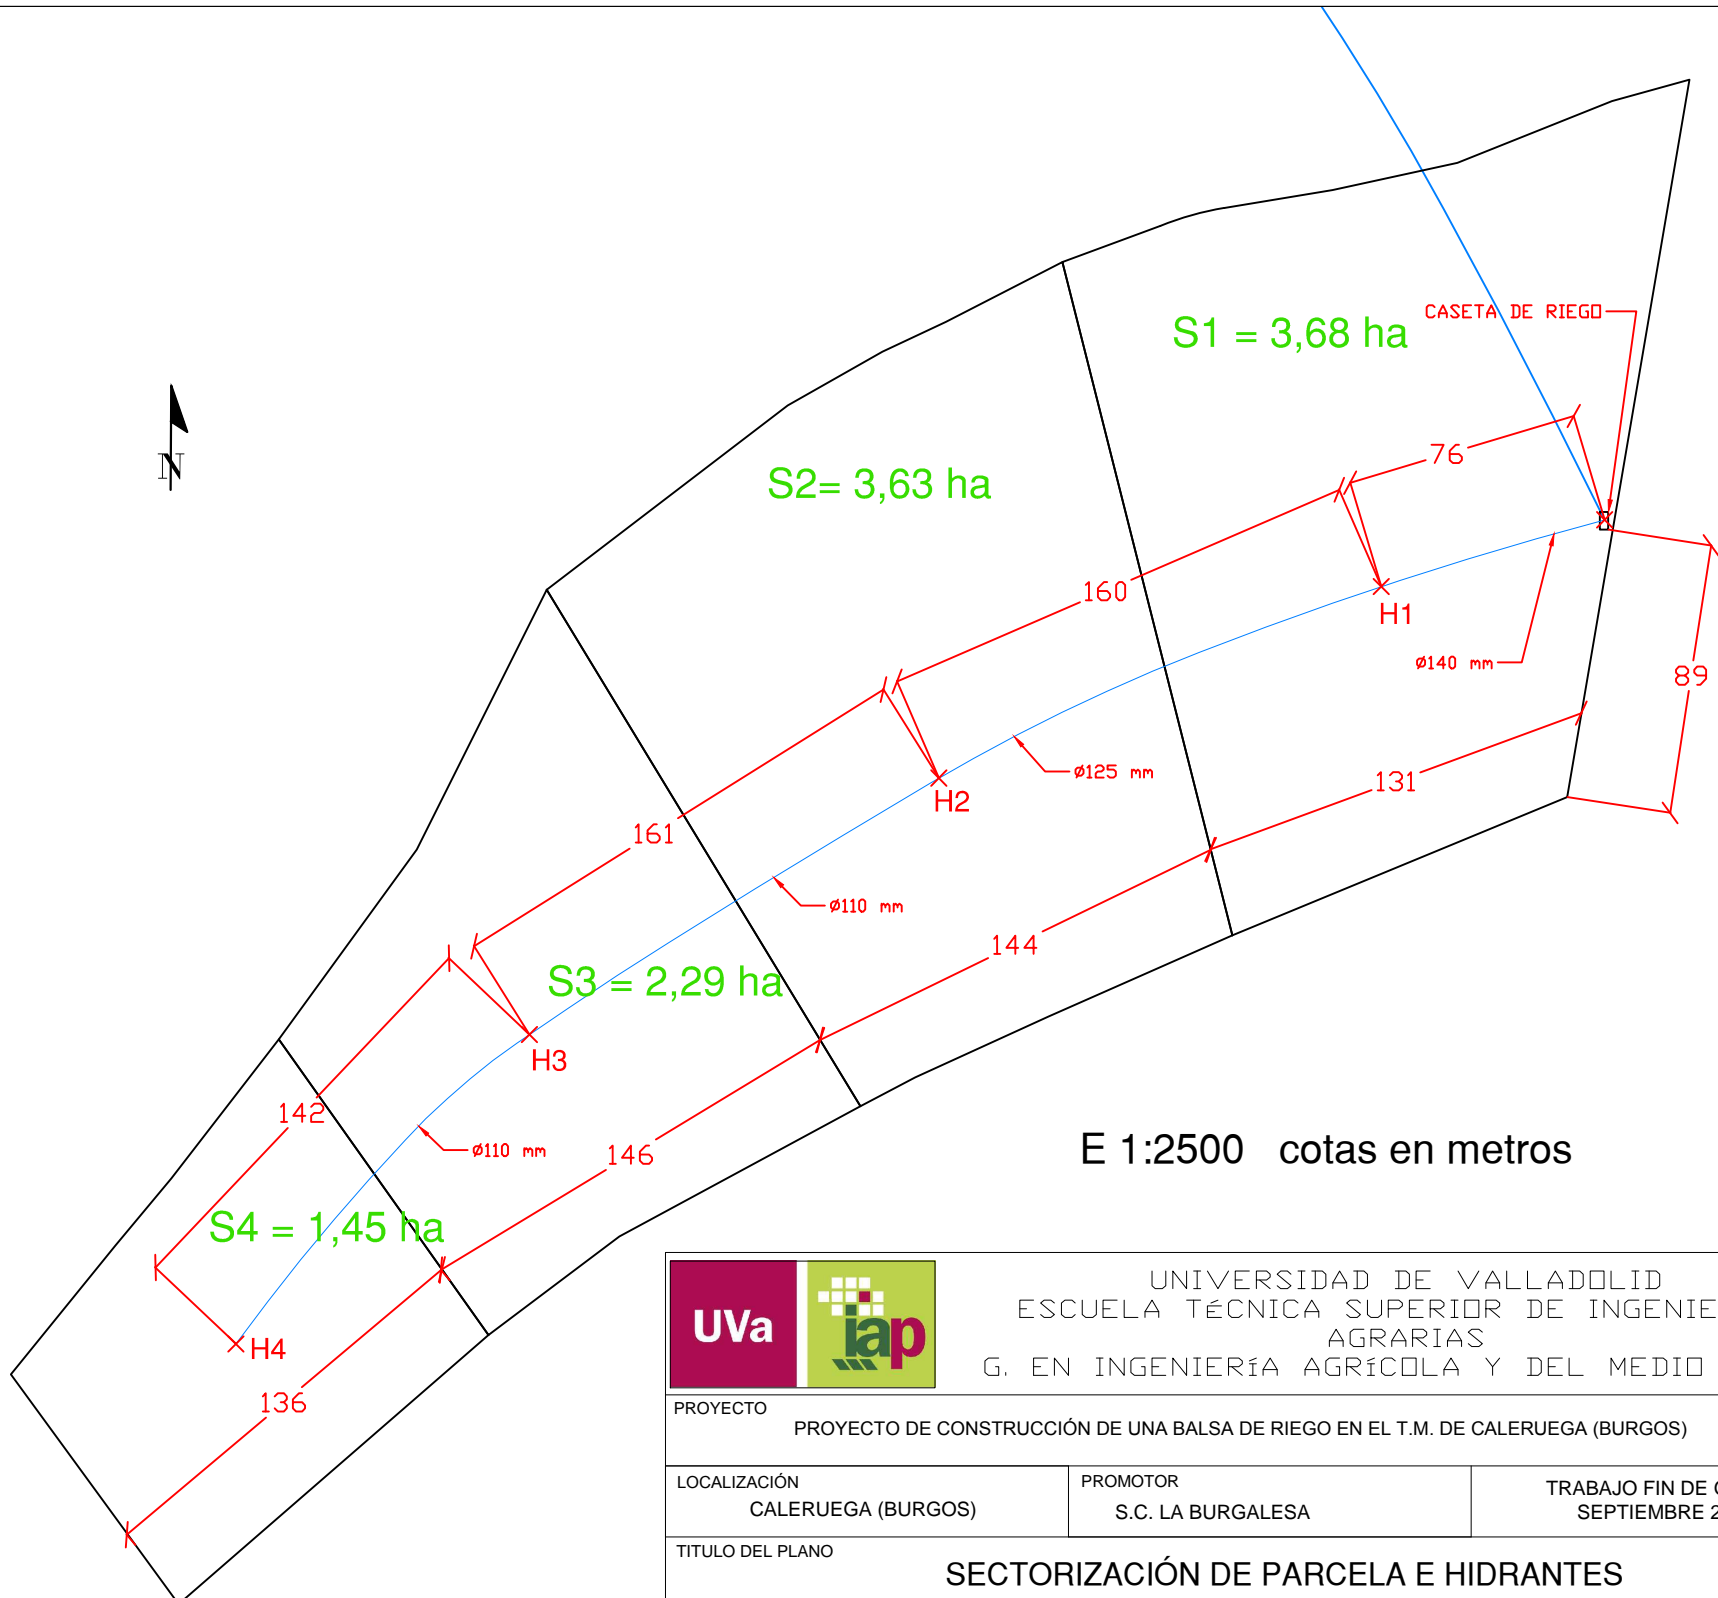 CASETA DE RIEGO
S1 = 3,68 ha
76
S2= 3,63 ha
N
160
H1
Ø140 mm
89
Ø125 mm
131
H2
161
Ø110 mm
144
S3 = 2,29 ha
H3
142
Ø110 mm
146
E 1:2500 cotas en metros
S4 = 1,45 ha
H4
136
UVa
iap
UNIVERSIDAD DE VALLADOLID
ESCUELA TéCNICA SUPERIOR DE INGENIE
AGRARIAS
G. EN INGENIERíA AGRíCOLA Y DEL MEDIO
PROYECTO
PROYECTO DE CONSTRUCCIÓN DE UNA BALSA DE RIEGO EN EL T.M. DE CALERUEGA (BURGOS)
LOCALIZACIÓN
CALERUEGA (BURGOS)
PROMOTOR
S.C. LA BURGALESA
TRABAJO FIN DE
SEPTIEMBRE 2
TITULO DEL PLANO
SECTORIZACIÓN DE PARCELA E HIDRANTES